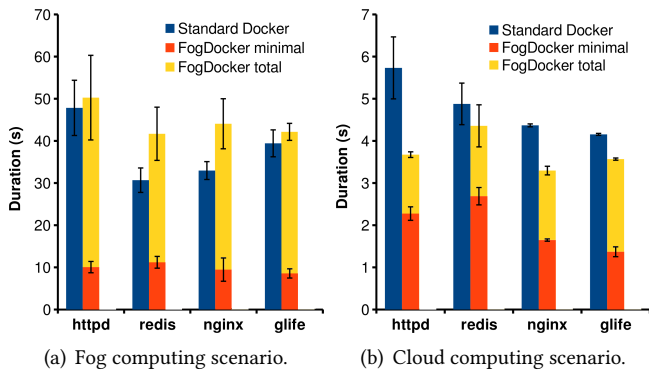 70
60
50
40
30
20
10
0
Duration (s)
Standard Docker
FogDocker minimal
FogDocker total
httpd redis nginx glife
(a) Fog computing scenario.
7
6
5
4
3
2
1
0
Duration (s)
Standard Docker
FogDocker minimal
FogDocker total
httpd redis nginx glife
(b) Cloud computing scenario.